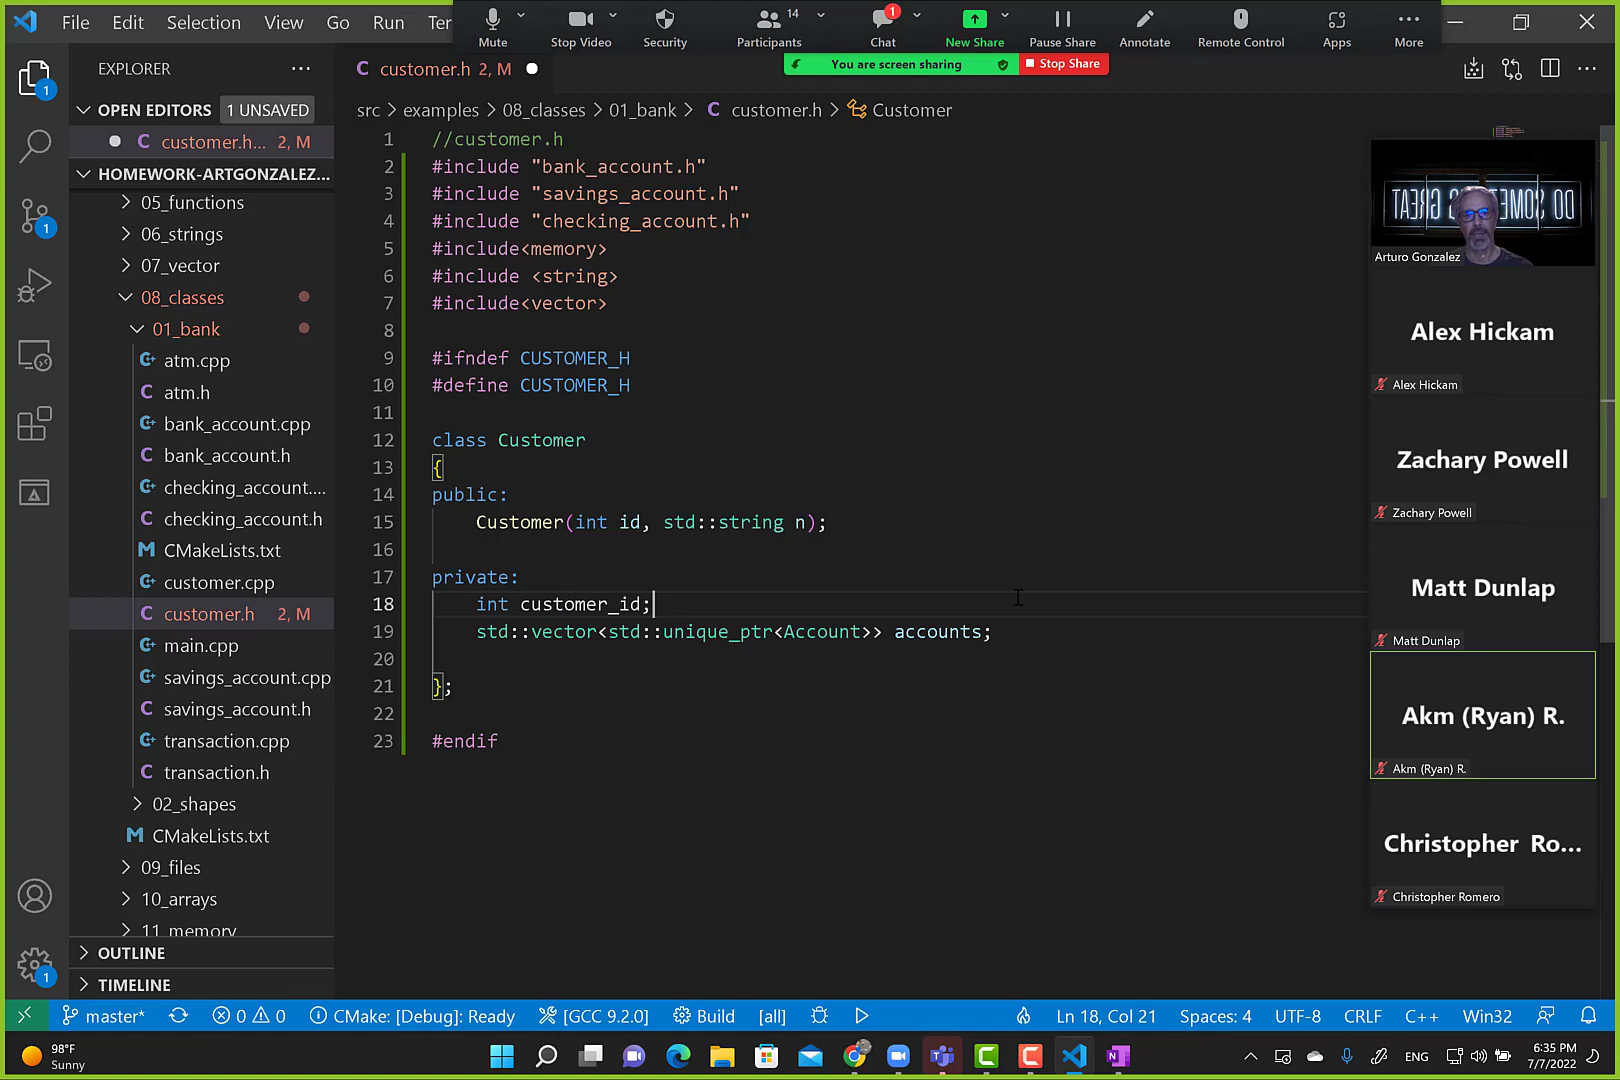 File Edit Selection View Go Run Ter
Mute
Stop Video
Security
14
Participants
1
Chat
New Share
Pause Share
Annotate
Remote Control
Apps
More
You are screen sharing
Stop Share
EXPLORER
OPEN EDITORS 1 UNSAVED
customer.h... 2, M
HOMEWORK-ARTGONZALEZ...
05_functions
06_strings
07_vector
08_classes
01_bank
atm.cpp
atm.h
bank_account.cpp
bank_account.h
checking_account....
checking_account.h
CMakeLists.txt
customer.cpp
customer.h 2, M
main.cpp
savings_account.cpp
savings_account.h
transaction.cpp
transaction.h
02_shapes
CMakeLists.txt
09_files
10_arrays
11_memory
OUTLINE
TIMELINE
1
1
1
C customer.h 2, M
src > examples > 08_classes > 01_bank > C customer.h > Customer
1 //customer.h
2 #include "bank_account.h"
3 #include "savings_account.h"
4 #include "checking_account.h"
5 #include<memory>
6 #include <string>
7 #include<vector>
8
9 #ifndef CUSTOMER_H
10 #define CUSTOMER_H
11
12 class Customer
13 {
14 public:
15 Customer(int id, std::string n);
16
17 private:
18 int customer_id;
19 std::vector<std::unique_ptr<Account>> accounts;
20
21 };
22
23 #endif
DO SOMETHING GREAT
Arturo Gonzalez
Alex Hickam
Alex Hickam
Zachary Powell
Zachary Powell
Matt Dunlap
Matt Dunlap
Akm (Ryan) R.
Akm (Ryan) R.
Christopher Ro...
Christopher Romero
master* 0 0 CMake: [Debug]: Ready [GCC 9.2.0] Build [all] Ln 18, Col 21 Spaces: 4 UTF-8 CRLF C++ Win32
98°F
Sunny
ENG
6:35 PM
7/7/2022